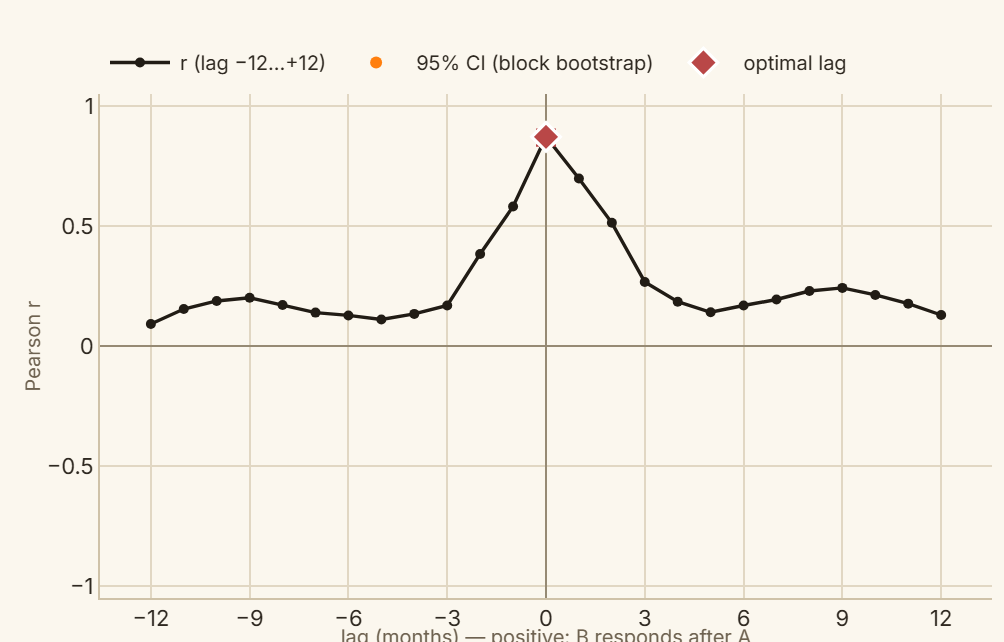 r (lag −12...+12) 95% CI (block bootstrap) optimal lag
1
0.5
0
−0.5
−1
Pearson r
−12 −9 −6 −3 0 3 6 9 12
lag (months) — positive: B responds after A